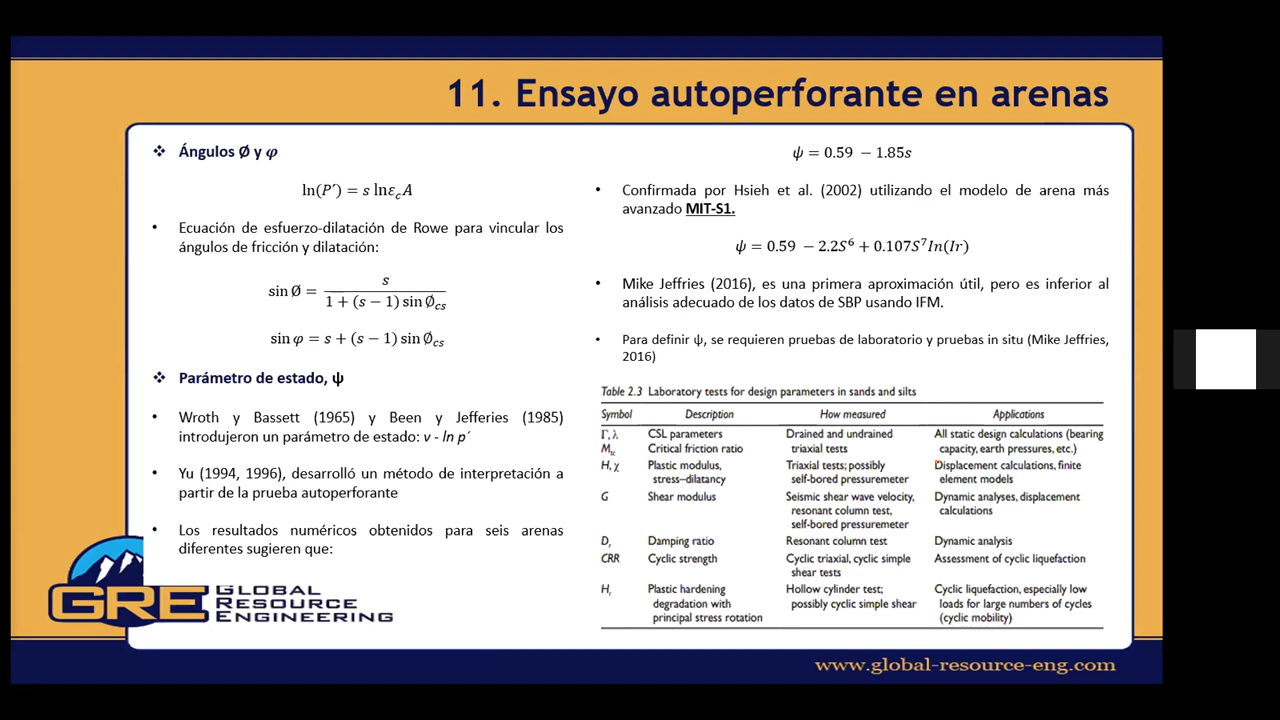 11. Ensayo autoperforante en arenas
❖ Ángulos Ø y φ
ln(P´) = s lnε_c A
• Ecuación de esfuerzo-dilatación de Rowe para vincular los
ángulos de fricción y dilatación:
sin Ø = s / (1 + (s − 1) sin Ø_cs)
sin φ = s + (s − 1) sin Ø_cs
❖ Parámetro de estado, ψ
• Wroth y Bassett (1965) y Been y Jefferies (1985)
introdujeron un parámetro de estado: v - ln p´
• Yu (1994, 1996), desarrolló un método de interpretación a
partir de la prueba autoperforante
• Los resultados numéricos obtenidos para seis arenas
diferentes sugieren que:
ψ = 0.59 − 1.85s
• Confirmada por Hsieh et al. (2002) utilizando el modelo de arena más
avanzado MIT-S1.
ψ = 0.59 − 2.2S⁶ + 0.107S⁷In(Ir)
• Mike Jeffries (2016), es una primera aproximación útil, pero es inferior al
análisis adecuado de los datos de SBP usando IFM.
• Para definir ψ, se requieren pruebas de laboratorio y pruebas in situ (Mike Jeffries,
2016)
Table 2.3 Laboratory tests for design parameters in sands and silts
Symbol Description How measured Applications
Γ, λ CSL parameters Drained and undrained All static design calculations (bearing
M_tc Critical friction ratio triaxial tests capacity, earth pressures, etc.)
H, χ Plastic modulus, Triaxial tests; possibly Displacement calculations, finite
stress–dilatancy self-bored pressuremeter element models
G Shear modulus Seismic shear wave velocity, Dynamic analyses, displacement
resonant column test, calculations
self-bored pressuremeter
D_r Damping ratio Resonant column test Dynamic analysis
CRR Cyclic strength Cyclic triaxial, cyclic simple Assessment of cyclic liquefaction
shear tests
H_r Plastic hardening Hollow cylinder test; Cyclic liquefaction, especially low
degradation with possibly cyclic simple shear loads for large numbers of cycles
principal stress rotation (cyclic mobility)
GRE GLOBAL
RESOURCE
ENGINEERING
www.global-resource-eng.com